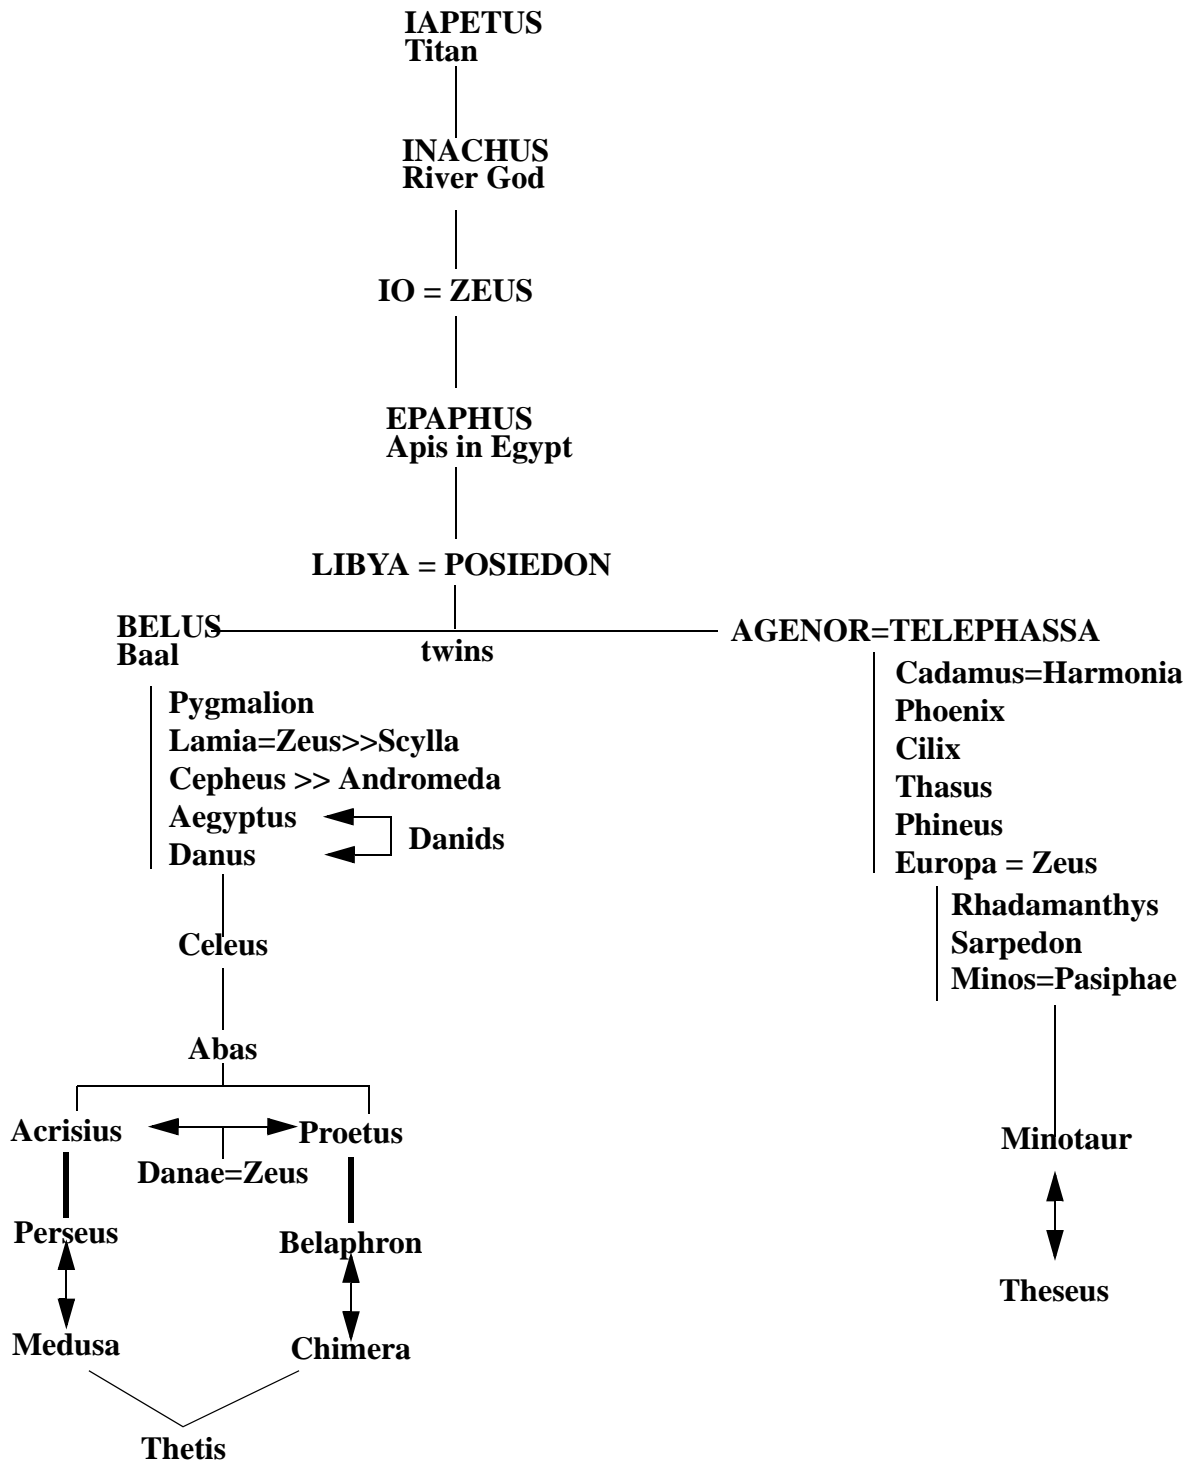 IAPETUS
Titan
INACHUS
River God
IO = ZEUS
EPAPHUS
Apis in Egypt
LIBYA = POSIEDON
BELUS
Baal
twins
AGENOR=TELEPHASSA
Pygmalion
Lamia=Zeus>>Scylla
Cepheus >> Andromeda
Aegyptus
Danus
Danids
Cadamus=Harmonia
Phoenix
Cilix
Thasus
Phineus
Europa = Zeus
Rhadamanthys
Sarpedon
Minos=Pasiphae
Celeus
Abas
Acrisius
Proetus
Danae=Zeus
Perseus
Belaphron
Medusa
Chimera
Thetis
Minotaur
Theseus